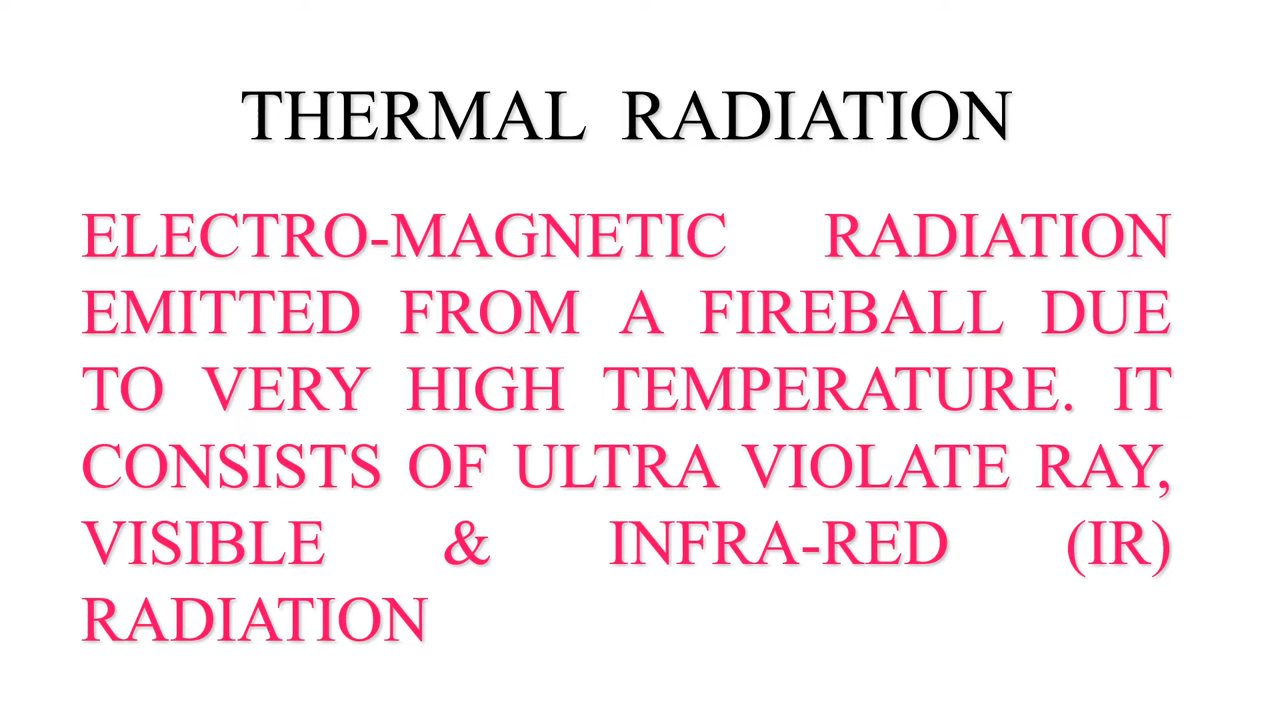 THERMAL RADIATION
ELECTRO-MAGNETIC RADIATION
EMITTED FROM A FIREBALL DUE
TO VERY HIGH TEMPERATURE. IT
CONSISTS OF ULTRA VIOLATE RAY,
VISIBLE & INFRA-RED (IR)
RADIATION